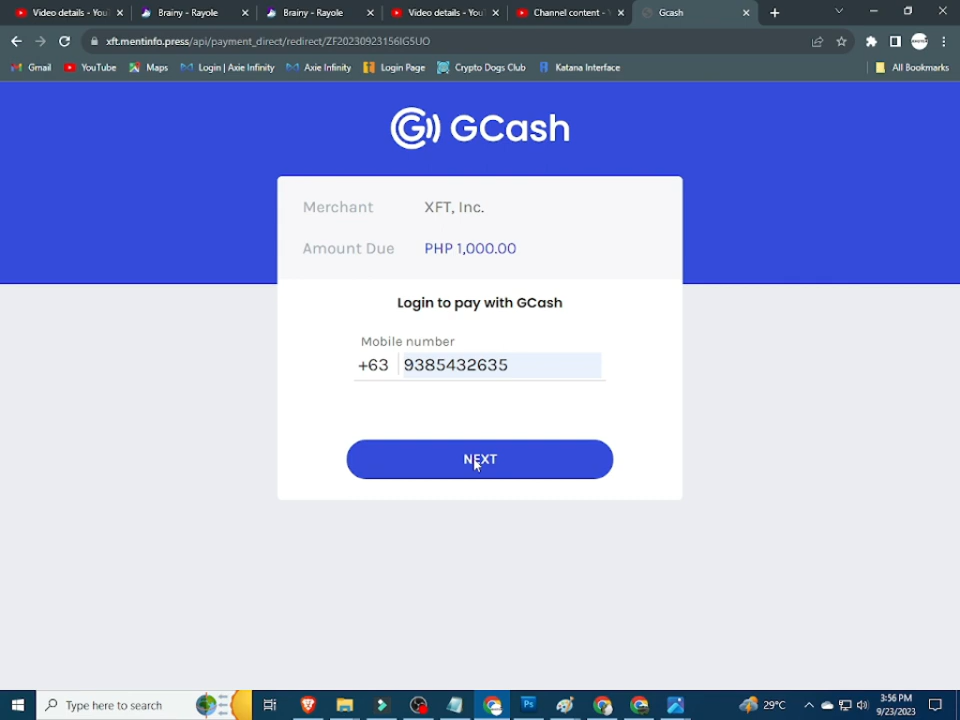 Video details - You
Brainy - Rayole
Brainy - Rayole
Video details - You
Channel content -
Gcash
xft.mentinfo.press/api/payment_direct/redirect/ZF20230923156IG5UO
Gmail YouTube Maps Login | Axie Infinity Axie Infinity Login Page Crypto Dogs Club Katana Interface All Bookmarks
GCash
Merchant XFT, Inc.
Amount Due PHP 1,000.00
Login to pay with GCash
Mobile number
+63 9385432635
NEXT
Type here to search
29°C
3:56 PM
9/23/2023